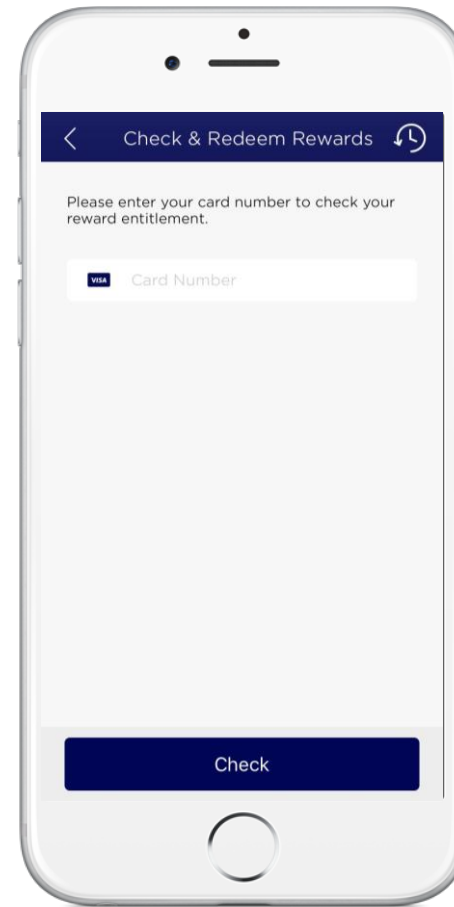 Check & Redeem Rewards
Please enter your card number to check your
reward entitlement.
VISA Card Number
Check